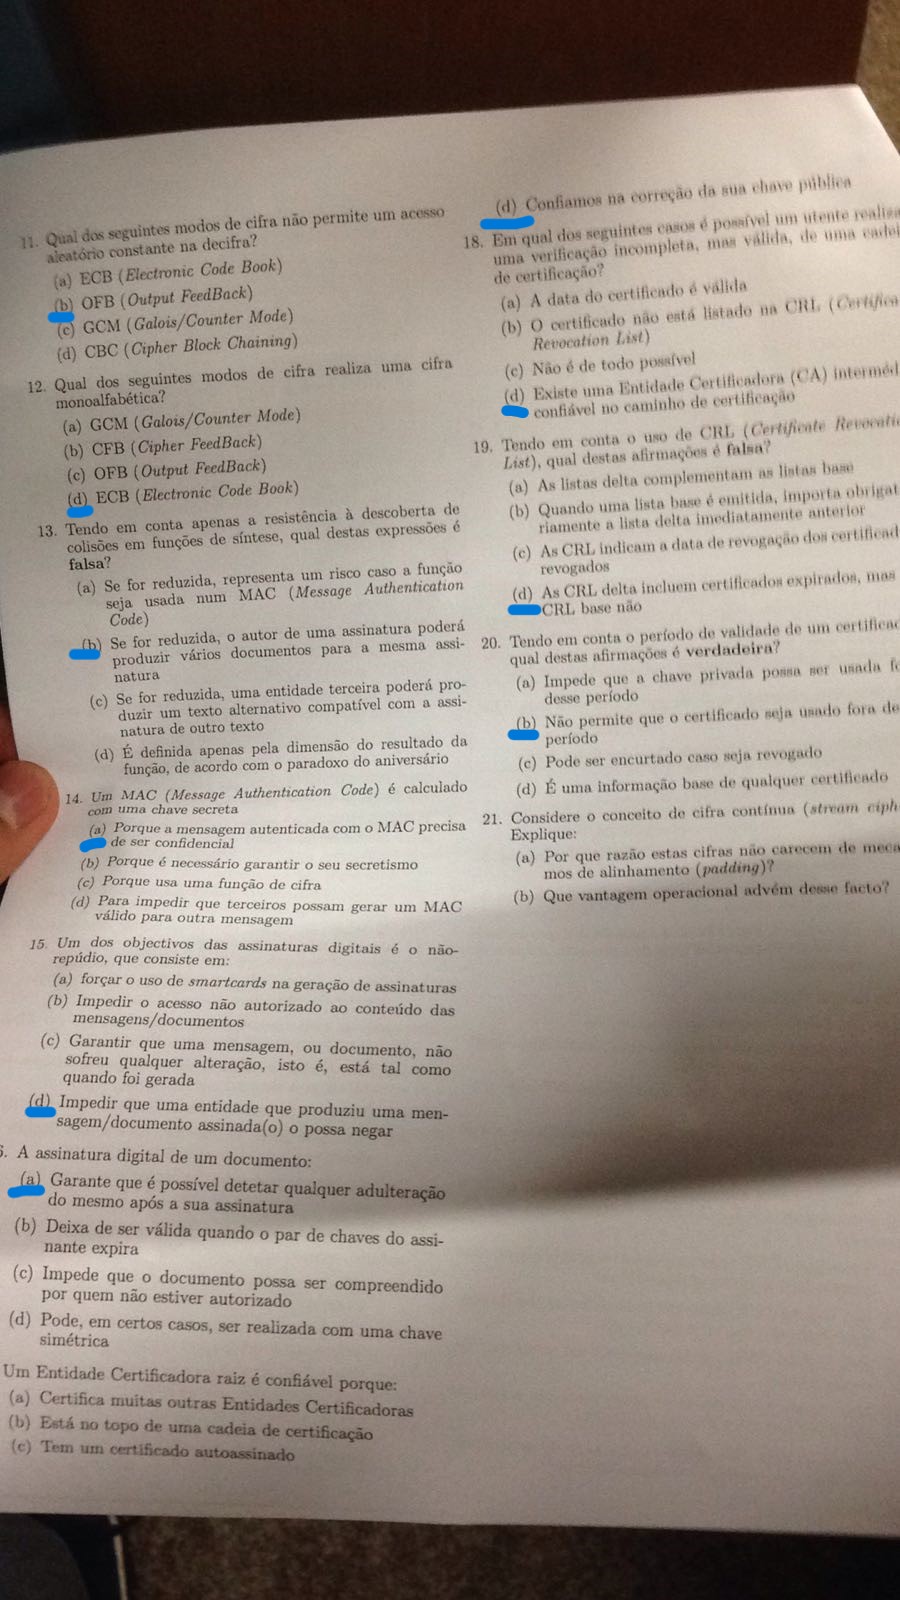 11. Qual dos seguintes modos de cifra não permite um acesso
aleatório constante na decifra?
(a) ECB (Electronic Code Book)
(b) OFB (Output FeedBack)
(c) GCM (Galois/Counter Mode)
(d) CBC (Cipher Block Chaining)
12. Qual dos seguintes modos de cifra realiza uma cifra
monoalfabética?
(a) GCM (Galois/Counter Mode)
(b) CFB (Cipher FeedBack)
(c) OFB (Output FeedBack)
(d) ECB (Electronic Code Book)
13. Tendo em conta apenas a resistência à descoberta de
colisões em funções de síntese, qual destas expressões é
falsa?
(a) Se for reduzida, representa um risco caso a função
seja usada num MAC (Message Authentication
Code)
(b) Se for reduzida, o autor de uma assinatura poderá
produzir vários documentos para a mesma assi-
natura
(c) Se for reduzida, uma entidade terceira poderá pro-
duzir um texto alternativo compatível com a assi-
natura de outro texto
(d) É definida apenas pela dimensão do resultado da
função, de acordo com o paradoxo do aniversário
14. Um MAC (Message Authentication Code) é calculado
com uma chave secreta
(a) Porque a mensagem autenticada com o MAC precisa
de ser confidencial
(b) Porque é necessário garantir o seu secretismo
(c) Porque usa uma função de cifra
(d) Para impedir que terceiros possam gerar um MAC
válido para outra mensagem
15. Um dos objectivos das assinaturas digitais é o não-
repúdio, que consiste em:
(a) forçar o uso de smartcards na geração de assinaturas
(b) Impedir o acesso não autorizado ao conteúdo das
mensagens/documentos
(c) Garantir que uma mensagem, ou documento, não
sofreu qualquer alteração, isto é, está tal como
quando foi gerada
(d) Impedir que uma entidade que produziu uma men-
sagem/documento assinada(o) o possa negar
6. A assinatura digital de um documento:
(a) Garante que é possível detetar qualquer adulteração
do mesmo após a sua assinatura
(b) Deixa de ser válida quando o par de chaves do assi-
nante expira
(c) Impede que o documento possa ser compreendido
por quem não estiver autorizado
(d) Pode, em certos casos, ser realizada com uma chave
simétrica
Um Entidade Certificadora raiz é confiável porque:
(a) Certifica muitas outras Entidades Certificadoras
(b) Está no topo de uma cadeia de certificação
(c) Tem um certificado autoassinado
(d) Confiamos na correção da sua chave pública
18. Em qual dos seguintes casos é possível um utente realiza
uma verificação incompleta, mas válida, de uma cadei
de certificação?
(a) A data do certificado é válida
(b) O certificado não está listado na CRL (Certifica
Revocation List)
(c) Não é de todo possível
(d) Existe uma Entidade Certificadora (CA) interméd
confiável no caminho de certificação
19. Tendo em conta o uso de CRL (Certificate Revocatio
List), qual destas afirmações é falsa?
(a) As listas delta complementam as listas base
(b) Quando uma lista base é emitida, importa obrigat
riamente a lista delta imediatamente anterior
(c) As CRL indicam a data de revogação dos certificad
revogados
(d) As CRL delta incluem certificados expirados, mas
CRL base não
20. Tendo em conta o período de validade de um certificad
qual destas afirmações é verdadeira?
(a) Impede que a chave privada possa ser usada fo
desse período
(b) Não permite que o certificado seja usado fora de
período
(c) Pode ser encurtado caso seja revogado
(d) É uma informação base de qualquer certificado
21. Considere o conceito de cifra contínua (stream ciph
Explique:
(a) Por que razão estas cifras não carecem de meca
mos de alinhamento (padding)?
(b) Que vantagem operacional advém desse facto?